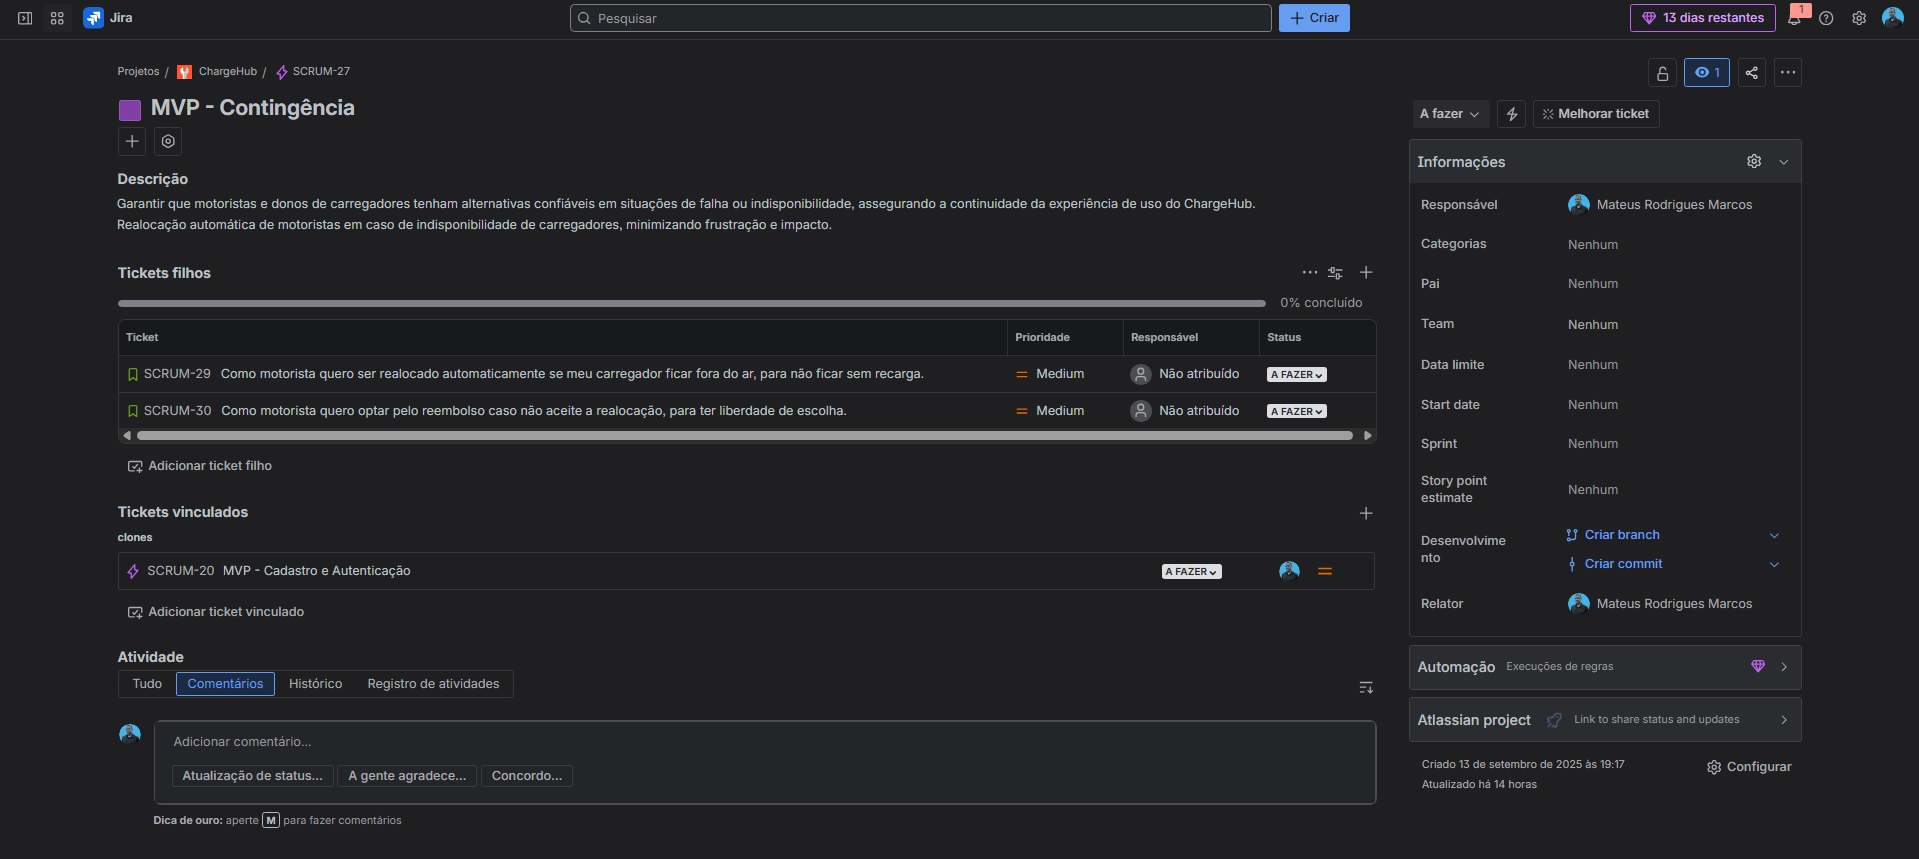 Jira
Pesquisar
Criar
13 dias restantes
1
Projetos / ChargeHub / SCRUM-27
1
MVP - Contingência
A fazer
Melhorar ticket
Descrição
Garantir que motoristas e donos de carregadores tenham alternativas confiáveis em situações de falha ou indisponibilidade, assegurando a continuidade da experiência de uso do ChargeHub.
Realocação automática de motoristas em caso de indisponibilidade de carregadores, minimizando frustração e impacto.
Tickets filhos
0% concluído
Ticket Prioridade Responsável Status
SCRUM-29 Como motorista quero ser realocado automaticamente se meu carregador ficar fora do ar, para não ficar sem recarga. Medium Não atribuído A FAZER
SCRUM-30 Como motorista quero optar pelo reembolso caso não aceite a realocação, para ter liberdade de escolha. Medium Não atribuído A FAZER
Adicionar ticket filho
Tickets vinculados
clones
SCRUM-20 MVP - Cadastro e Autenticação A FAZER
Adicionar ticket vinculado
Atividade
Tudo Comentários Histórico Registro de atividades
Adicionar comentário...
Atualização de status... A gente agradece... Concordo...
Dica de ouro: aperte M para fazer comentários
Informações
Responsável Mateus Rodrigues Marcos
Categorias Nenhum
Pai Nenhum
Team Nenhum
Data limite Nenhum
Start date Nenhum
Sprint Nenhum
Story point
estimate
Nenhum
Desenvolvime
nto
Criar branch
Criar commit
Relator Mateus Rodrigues Marcos
Automação Execuções de regras
Atlassian project Link to share status and updates
Criado 13 de setembro de 2025 às 19:17
Atualizado há 14 horas
Configurar